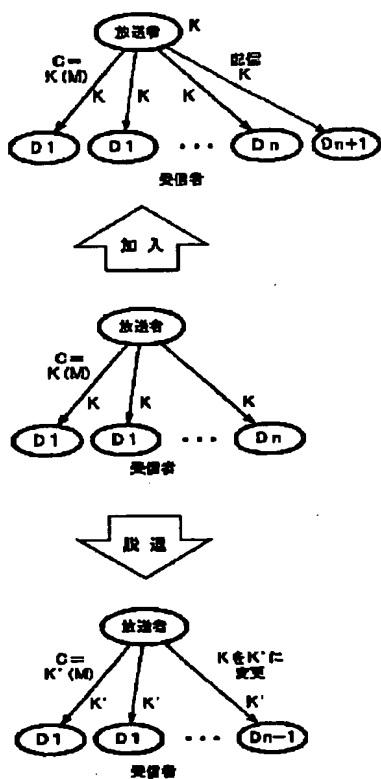 放送者 K
C=
K(M)
K K K
配信
K
D1 D1 ・・・ Dn Dn+1
受信者
加入
放送者
C=
K(M)
K K K
D1 D1 ・・・ Dn
受信者
脱退
放送者
C=
K'(M)
KをK'に
変更
K' K' K'
D1 D1 ・・・ Dn-1
受信者